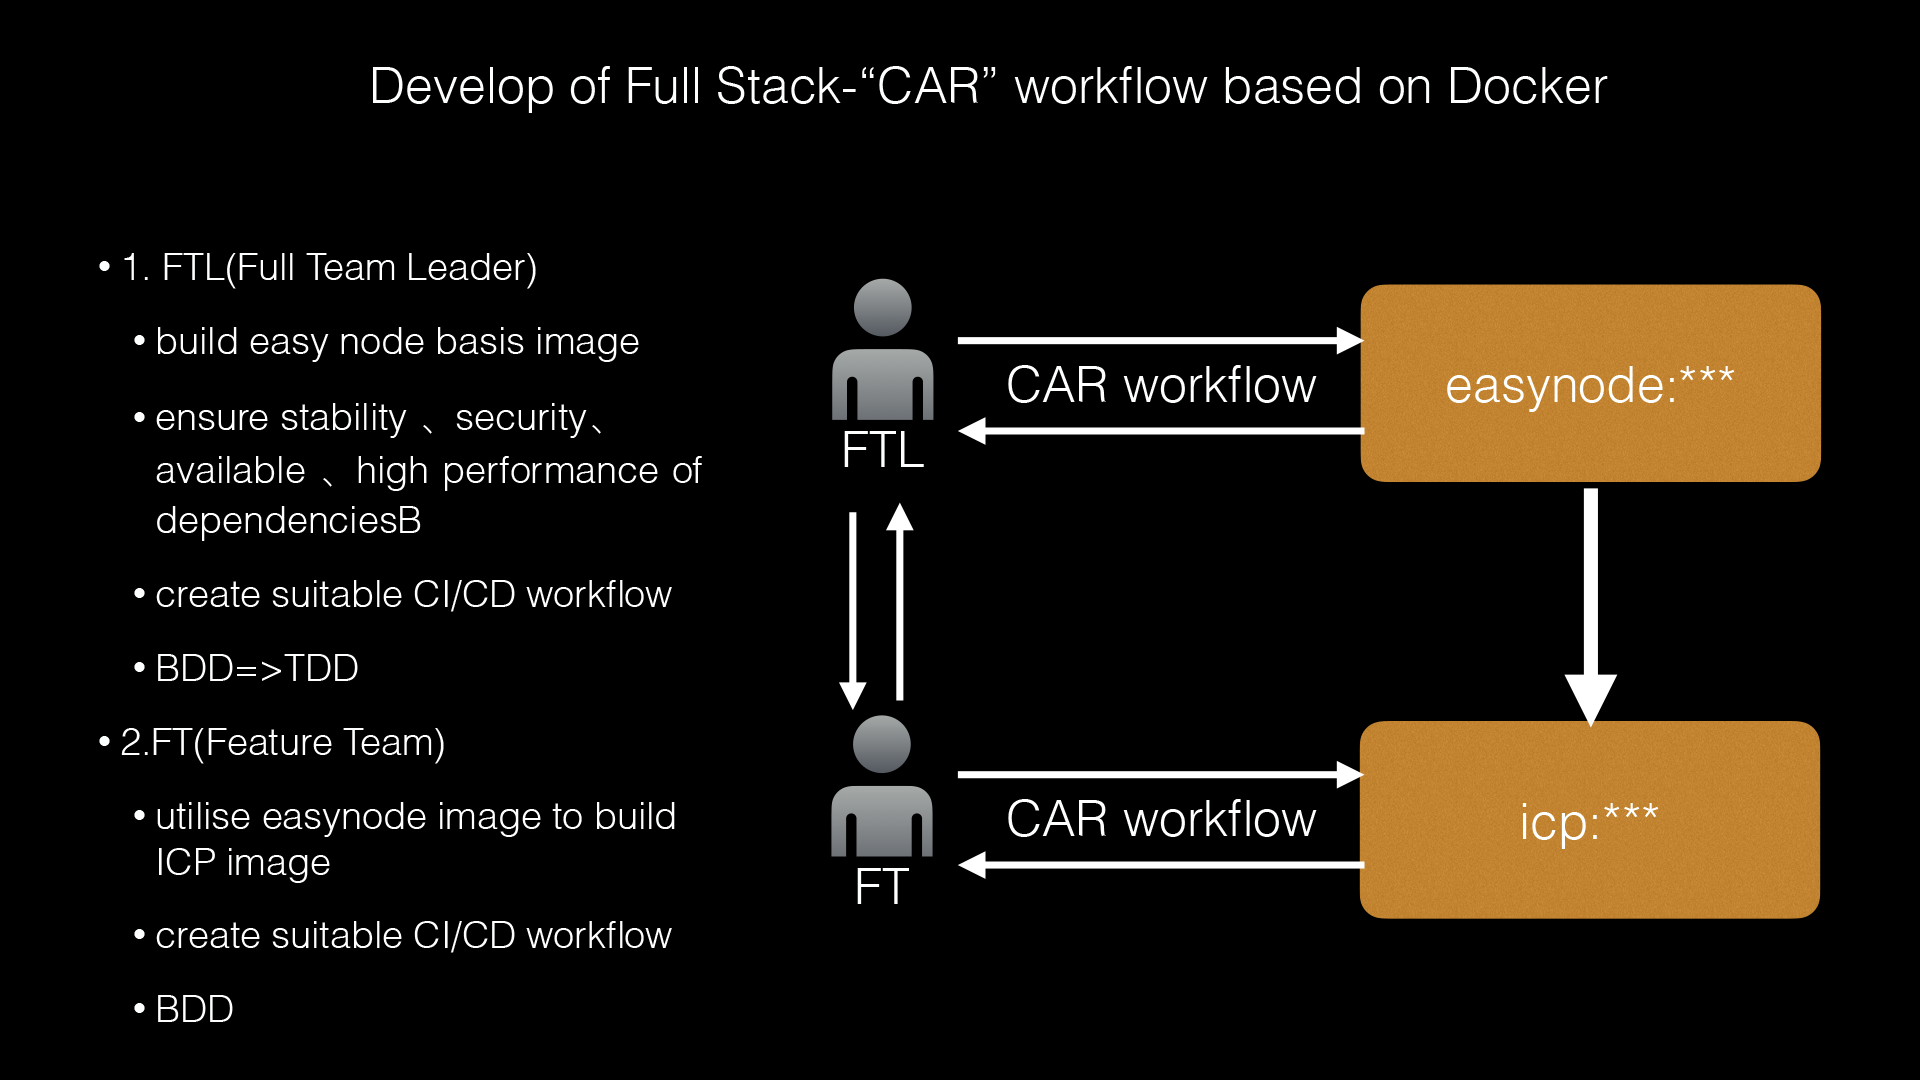 Develop of Full Stack-“CAR” workflow based on Docker
• 1. FTL(Full Team Leader)
• build easy node basis image
• ensure stability 、security、
available 、high performance of
dependenciesB
• create suitable CI/CD workflow
• BDD=>TDD
• 2.FT(Feature Team)
• utilise easynode image to build
ICP image
• create suitable CI/CD workflow
• BDD
FTL
CAR workflow
easynode:***
FT
CAR workflow
icp:***